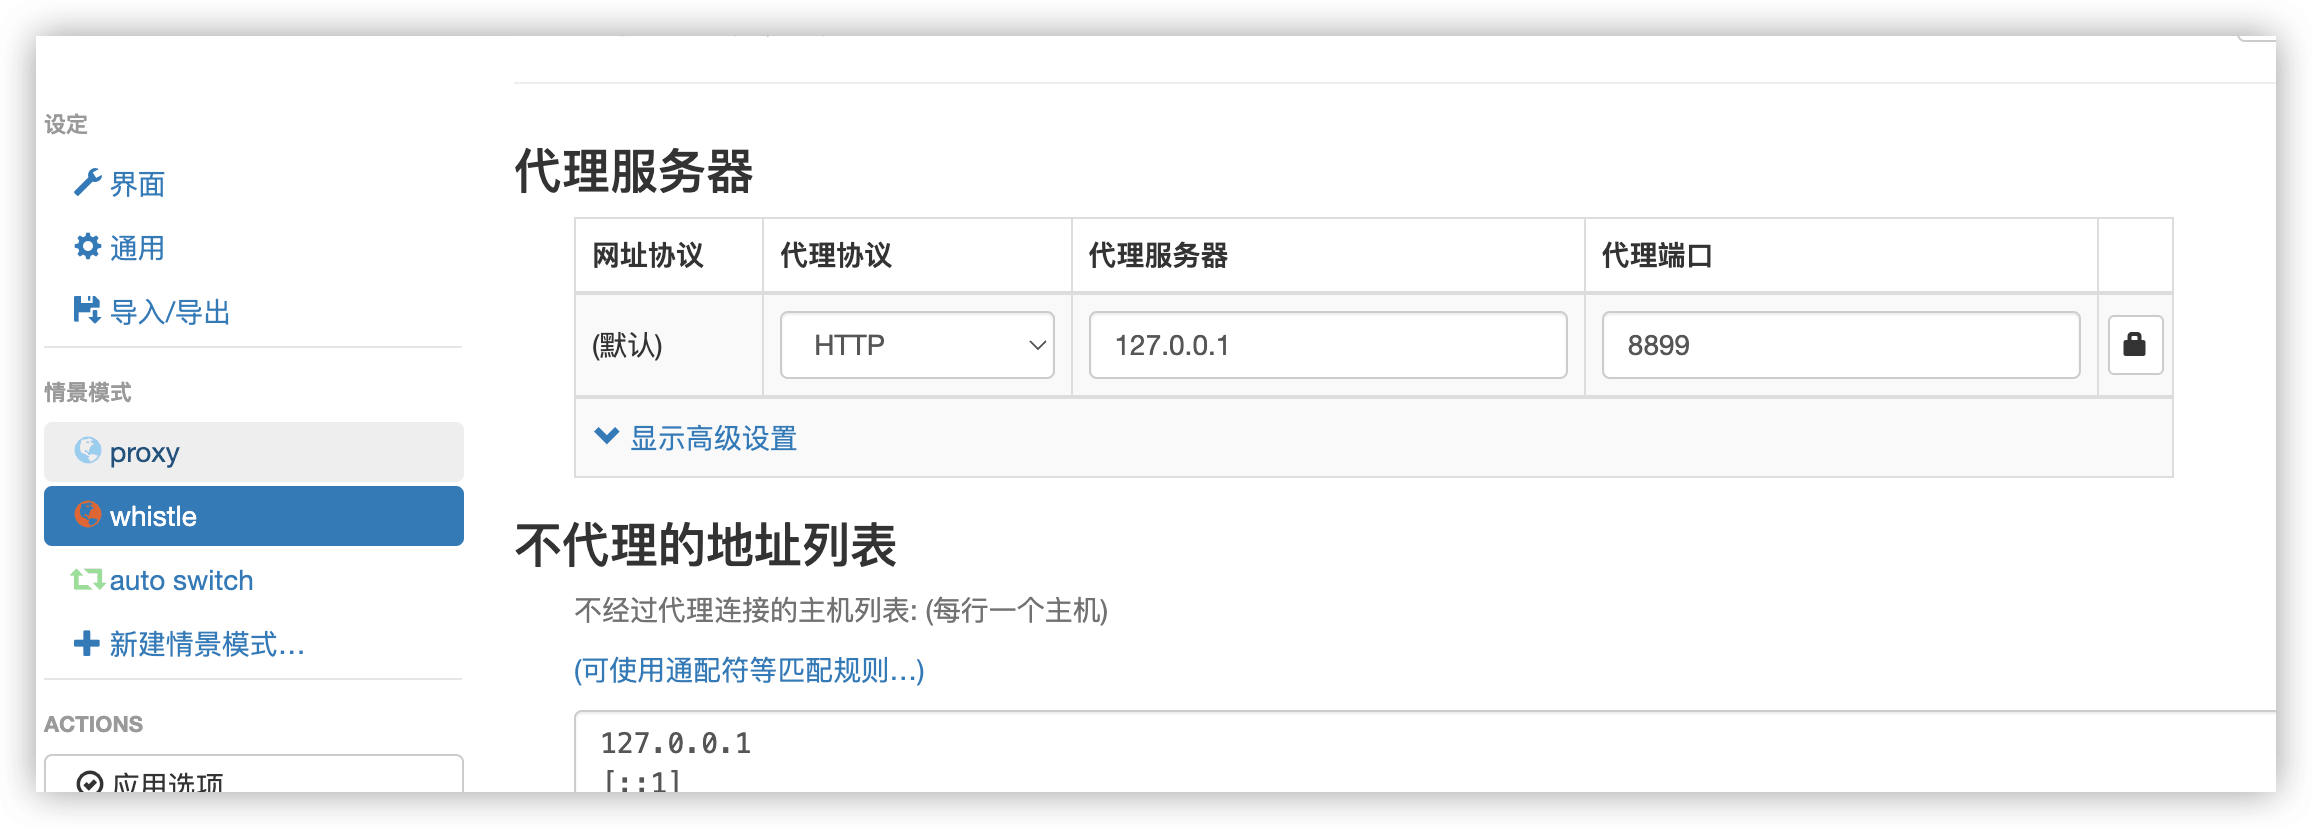 设定
界面
通用
导入/导出
情景模式
proxy
whistle
auto switch
新建情景模式…
ACTIONS
应用选项
代理服务器
网址协议 代理协议 代理服务器 代理端口
(默认) HTTP 127.0.0.1 8899
显示高级设置
不代理的地址列表
不经过代理连接的主机列表: (每行一个主机)
(可使用通配符等匹配规则…)
127.0.0.1
[::1]